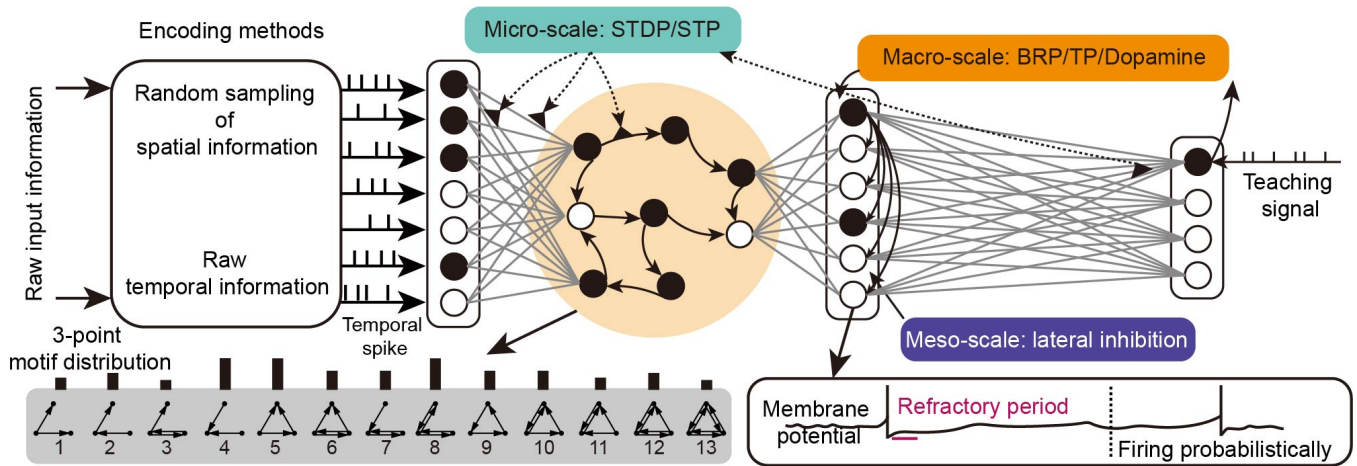 Encoding methods
Micro-scale: STDP/STP
Macro-scale: BRP/TP/Dopamine
Raw input information
Random sampling
of
spatial information
Raw
temporal information
Temporal
spike
Teaching
signal
Meso-scale: lateral inhibition
3-point
motif distribution
1 2 3 4 5 6 7 8 9 10 11 12 13
Membrane
potential
Refractory period
Firing probabilistically